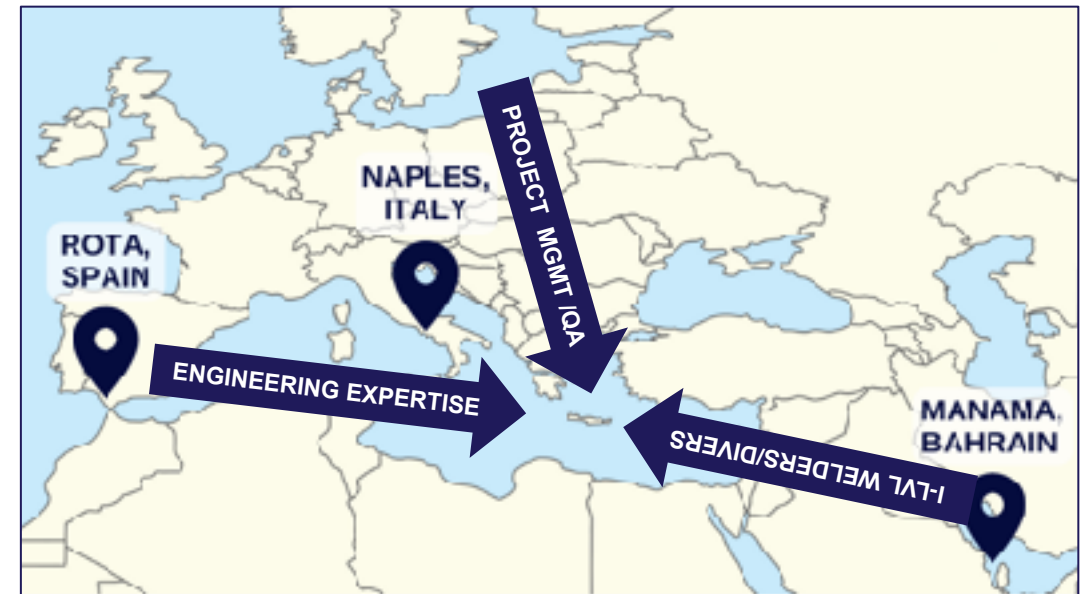 PROJECT MGMT /QA
NAPLES,
ITALY
ROTA,
SPAIN
ENGINEERING EXPERTISE
MANAMA,
BAHRAIN
I-LVL WELDERS/DIVERS